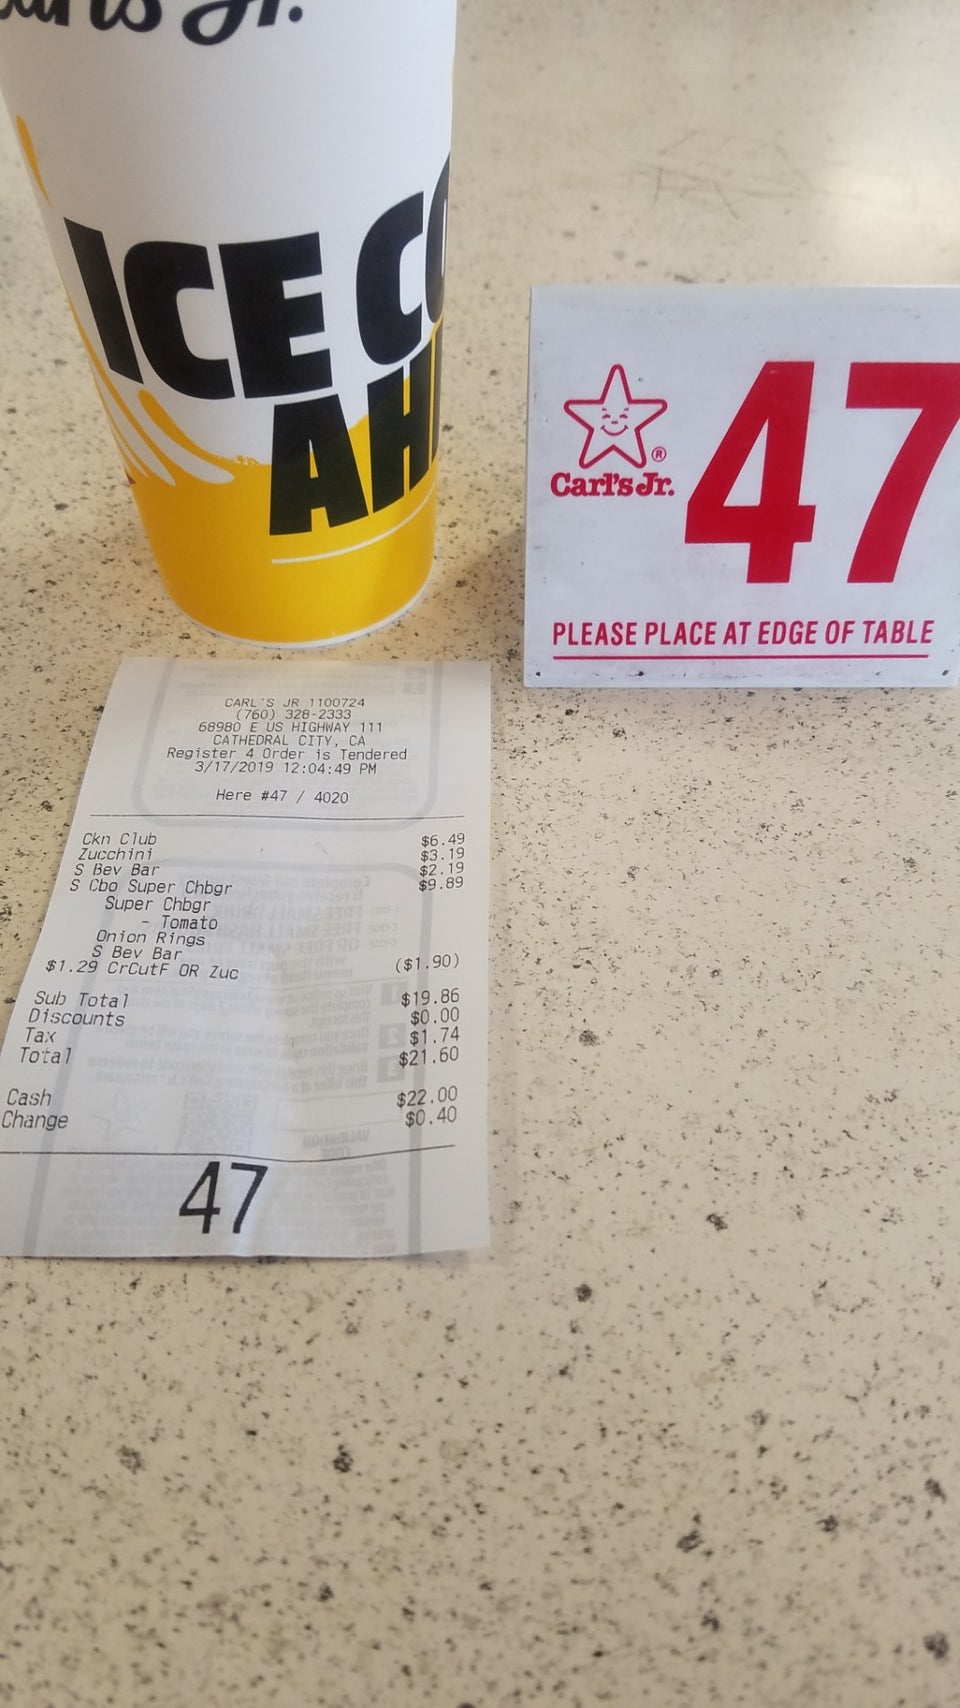 arls Jr.
ICE CO
AH
Carl's Jr.®
47
PLEASE PLACE AT EDGE OF TABLE
CARL'S JR 1100724
(760) 328-2333
68980 E US HIGHWAY 111
CATHEDRAL CITY, CA
Register 4 Order is Tendered
3/17/2019 12:04:49 PM
Here #47 / 4020
Ckn Club $6.49
Zucchini $3.19
S Bev Bar $2.19
S Cbo Super Chbgr $9.89
Super Chbgr
- Tomato
Onion Rings
S Bev Bar
$1.29 CrCutF OR Zuc ($1.90)
Sub Total $19.86
Discounts $0.00
Tax $1.74
Total $21.60
Cash $22.00
Change $0.40
47